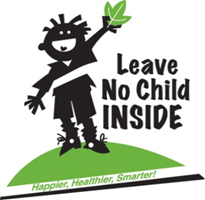 Leave
No Child
INSIDE
Happier, Healthier, Smarter!